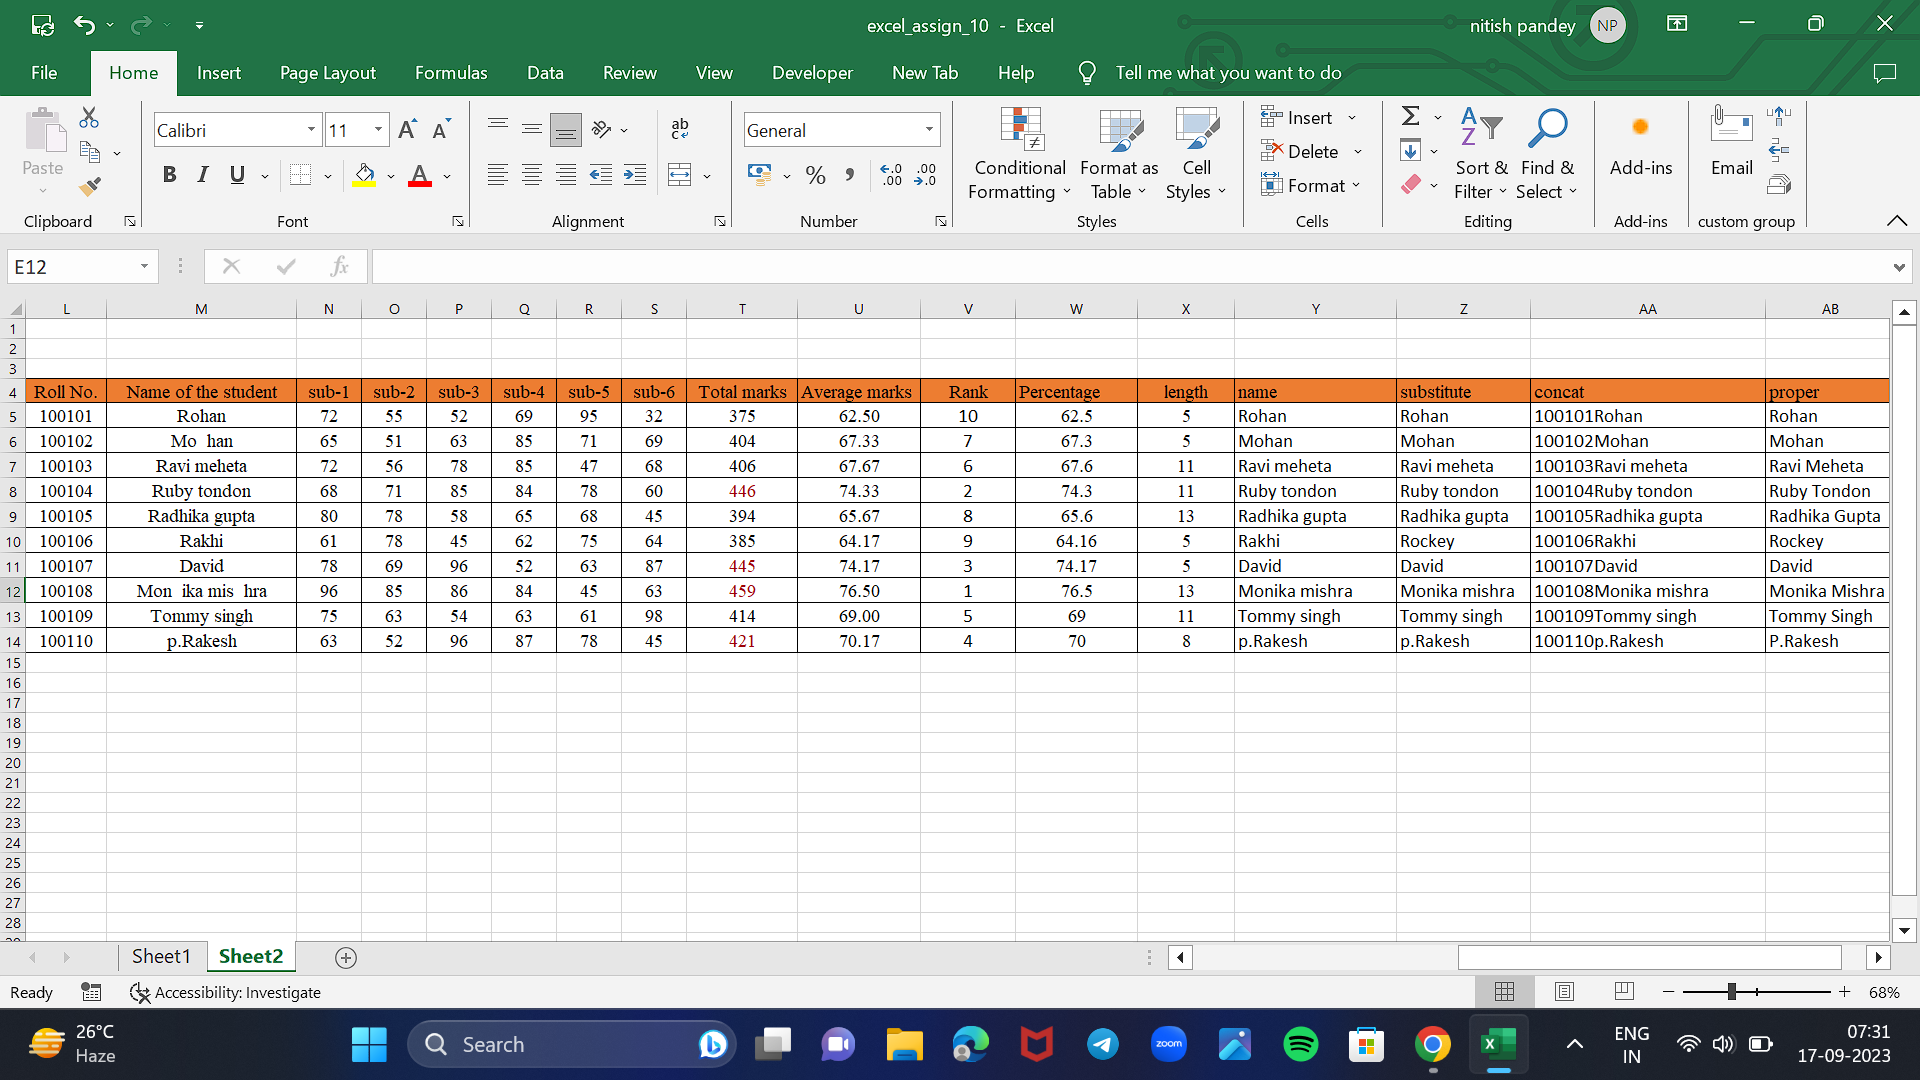 excel_assign_10 - Excel
nitish pandey NP
File Home Insert Page Layout Formulas Data Review View Developer New Tab Help Tell me what you want to do
Paste
Calibri 11 A A
B I U A
ab c
General
% , .0 .00 .00 .0
Conditional Formatting
Format as Table
Cell Styles
Insert
Delete
Format
Sort & Filter
Find & Select
Add-ins
Email
Clipboard Font Alignment Number Styles Cells Editing Add-ins custom group
E12 fx
L M N O P Q R S T U V W X Y Z AA AB
1
2
3
4 Roll No. Name of the student sub-1 sub-2 sub-3 sub-4 sub-5 sub-6 Total marks Average marks Rank Percentage length name substitute concat proper
5 100101 Rohan 72 55 52 69 95 32 375 62.50 10 62.5 5 Rohan Rohan 100101Rohan Rohan
6 100102 Mo han 65 51 63 85 71 69 404 67.33 7 67.3 5 Mohan Mohan 100102Mohan Mohan
7 100103 Ravi meheta 72 56 78 85 47 68 406 67.67 6 67.6 11 Ravi meheta Ravi meheta 100103Ravi meheta Ravi Meheta
8 100104 Ruby tondon 68 71 85 84 78 60 446 74.33 2 74.3 11 Ruby tondon Ruby tondon 100104Ruby tondon Ruby Tondon
9 100105 Radhika gupta 80 78 58 65 68 45 394 65.67 8 65.6 13 Radhika gupta Radhika gupta 100105Radhika gupta Radhika Gupta
10 100106 Rakhi 61 78 45 62 75 64 385 64.17 9 64.16 5 Rakhi Rockey 100106Rakhi Rockey
11 100107 David 78 69 96 52 63 87 445 74.17 3 74.17 5 David David 100107David David
12 100108 Mon ika mis hra 96 85 86 84 45 63 459 76.50 1 76.5 13 Monika mishra Monika mishra 100108Monika mishra Monika Mishra
13 100109 Tommy singh 75 63 54 63 61 98 414 69.00 5 69 11 Tommy singh Tommy singh 100109Tommy singh Tommy Singh
14 100110 p.Rakesh 63 52 96 87 78 45 421 70.17 4 70 8 p.Rakesh p.Rakesh 100110p.Rakesh P.Rakesh
15
16
17
18
19
20
21
22
23
24
25
26
27
28
Sheet1 Sheet2
Ready Accessibility: Investigate 68%
26°C
Haze
Search
zoom
ENG
IN
07:31
17-09-2023